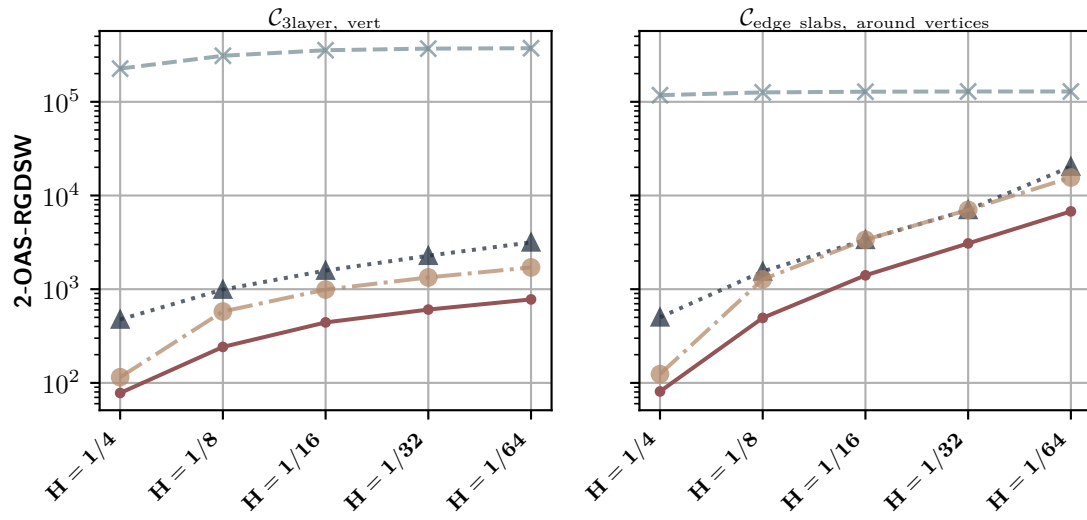 𝒞3layer, vert
𝒞edge slabs, around vertices
2-OAS-RGDSW
10^5
10^4
10^3
10^2
H = 1/4
H = 1/8
H = 1/16
H = 1/32
H = 1/64
H = 1/4
H = 1/8
H = 1/16
H = 1/32
H = 1/64